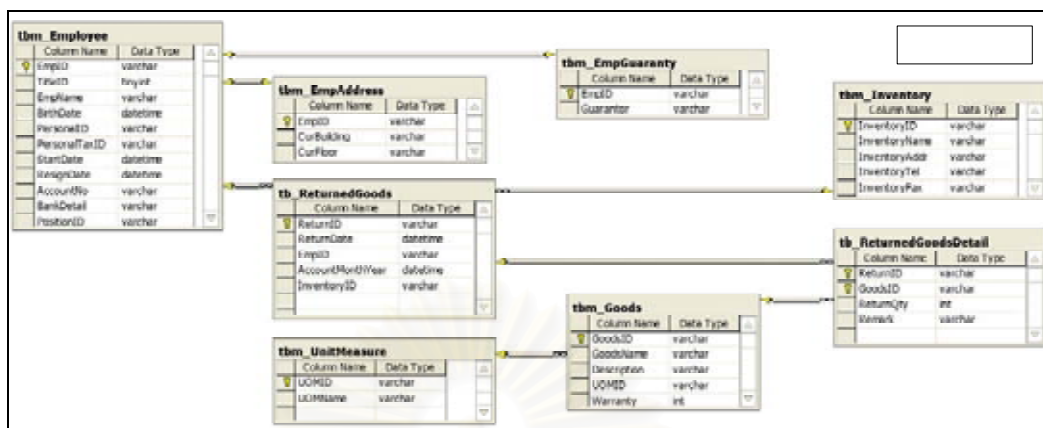 tbm_Employee
Column Name Data Type
EmpID varchar
TitleID tinyint
EmpName varchar
BirthDate datetime
PersonalID varchar
PersonalTaxID varchar
StartDate datetime
ResignDate datetime
AccountNo varchar
BankDetail varchar
PositionID varchar
tbm_EmpAddress
Column Name Data Type
EmpID varchar
CurBuilding varchar
CurFloor varchar
tbm_EmpGuaranty
Column Name Data Type
EmpID varchar
Guarantor varchar
tbm_Inventory
Column Name Data Type
InventoryID varchar
InventoryName varchar
InventoryAddr varchar
InventoryTel varchar
InventoryFax varchar
tb_ReturnedGoods
Column Name Data Type
ReturnID varchar
ReturnDate datetime
EmpID varchar
AccountMonthYear datetime
InventoryID varchar
tb_ReturnedGoodsDetail
Column Name Data Type
ReturnID varchar
GoodsID varchar
ReturnQty int
Remark varchar
tbm_Goods
Column Name Data Type
GoodsID varchar
GoodsName varchar
Description varchar
UOMID varchar
Warranty int
tbm_UnitMeasure
Column Name Data Type
UOMID varchar
UOMName varchar